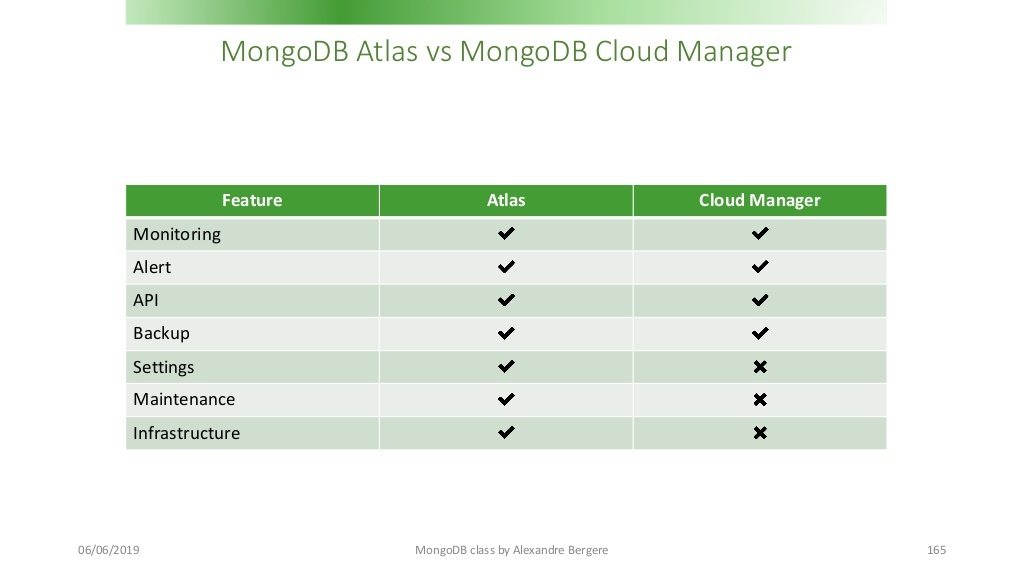 MongoDB Atlas vs MongoDB Cloud Manager
Feature Atlas Cloud Manager
Monitoring ✔ ✔
Alert ✔ ✔
API ✔ ✔
Backup ✔ ✔
Settings ✔ ✖
Maintenance ✔ ✖
Infrastructure ✔ ✖
06/06/2019 MongoDB class by Alexandre Bergere 165